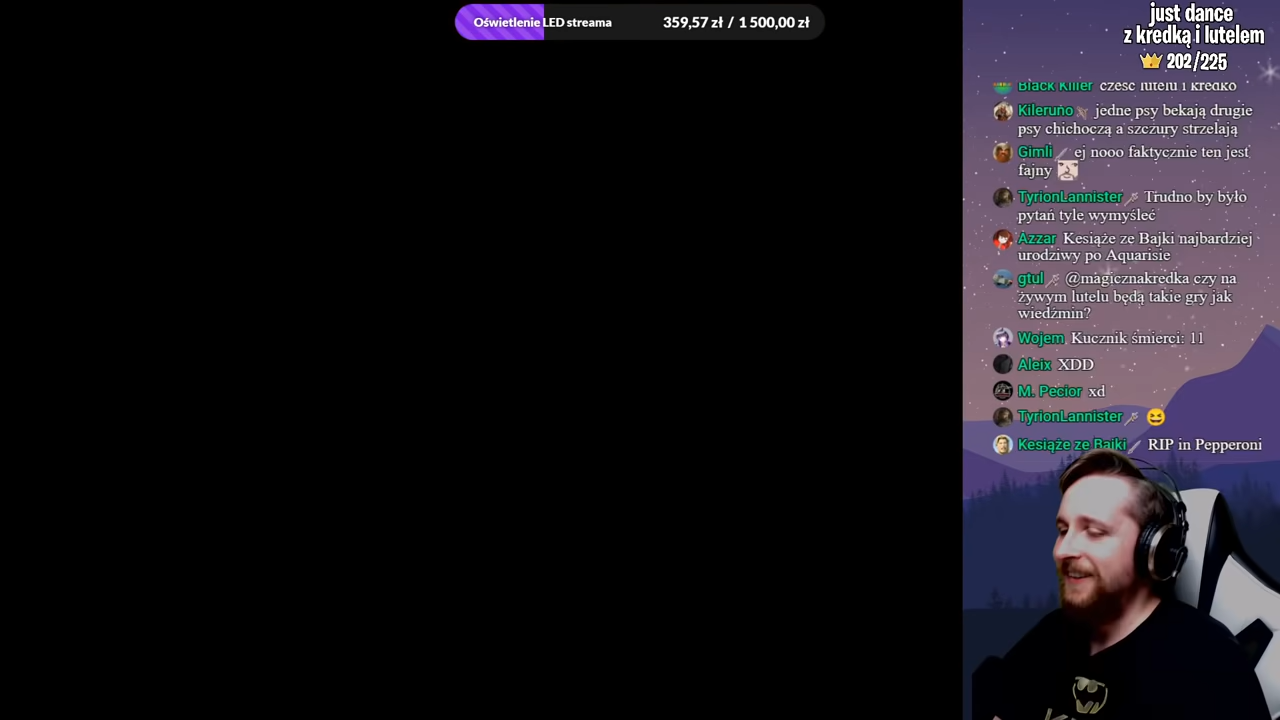 Oświetlenie LED streama 359,57 zł / 1 500,00 zł
just dance
z kredką i lutelem
202/225
Black Killer cześć lutelu i kredko
Kileruno jedne psy bekają drugie
psy chichoczą a szczury strzelają
Gimli ej nooo faktycznie ten jest
fajny
TyrionLannister Trudno by było
pytań tyle wymyśleć
Azzar Kesiąże ze Bajki najbardziej
urodziwy po Aquarisie
gtul @magicznakredka czy na
żywym lutelu będą takie gry jak
wiedźmin?
Wojem Kucznik śmierci: 11
Aleix XDD
M. Pecior xd
TyrionLannister 😆
Kesiąże ze Bajki RIP in Pepperoni